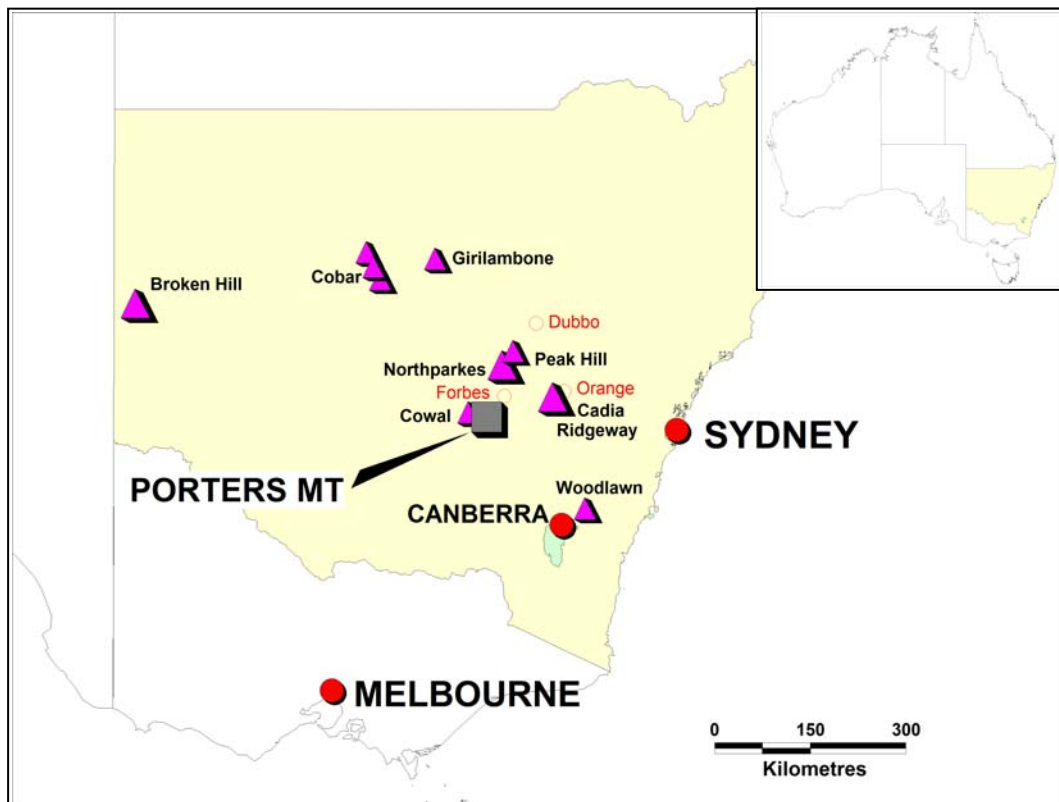 Girilambone
Cobar
Broken Hill
Dubbo
Peak Hill
Northparkes
Forbes
Orange
Cowal
Cadia
Ridgeway
SYDNEY
PORTERS MT
Woodlawn
CANBERRA
MELBOURNE
0 150 300
Kilometres